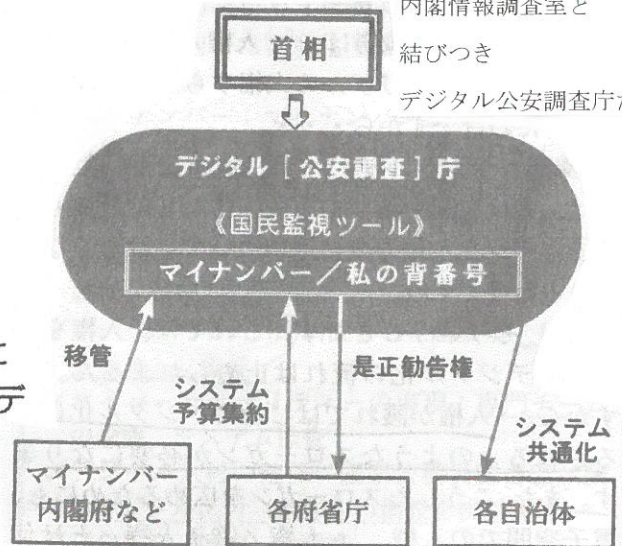 内閣情報調査室と
結びつき
デジタル公安調査庁
首相
デジタル[公安調査]庁
《国民監視ツール》
マイナンバー/私の背番号
に
デ
移管
システム
予算集約
是正勧告権
システム
共通化
マイナンバー
内閣府など
各府省庁
各自治体